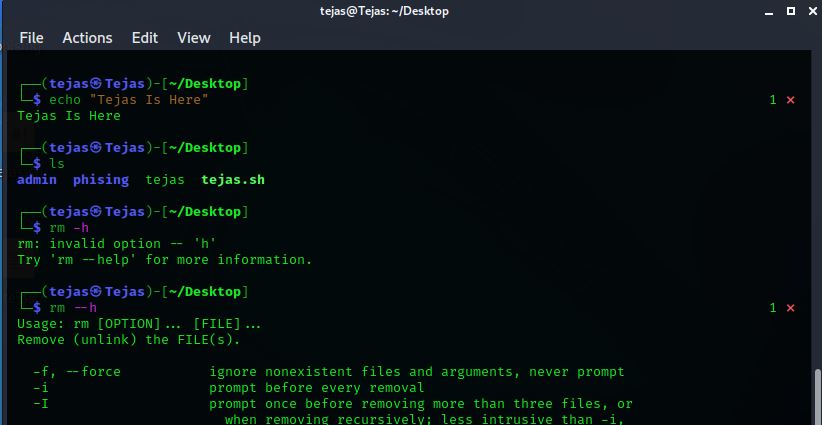 tejas@Tejas: ~/Desktop
File Actions Edit View Help
┌──(tejas㉿Tejas)-[~/Desktop]
└─$ echo "Tejas Is Here" 1 ⨯
Tejas Is Here
┌──(tejas㉿Tejas)-[~/Desktop]
└─$ ls
admin phising tejas tejas.sh
┌──(tejas㉿Tejas)-[~/Desktop]
└─$ rm -h
rm: invalid option -- 'h'
Try 'rm --help' for more information.
┌──(tejas㉿Tejas)-[~/Desktop]
└─$ rm --h 1 ⨯
Usage: rm [OPTION]... [FILE]...
Remove (unlink) the FILE(s).
-f, --force ignore nonexistent files and arguments, never prompt
-i prompt before every removal
-I prompt once before removing more than three files, or
when removing recursively; less intrusive than -i,